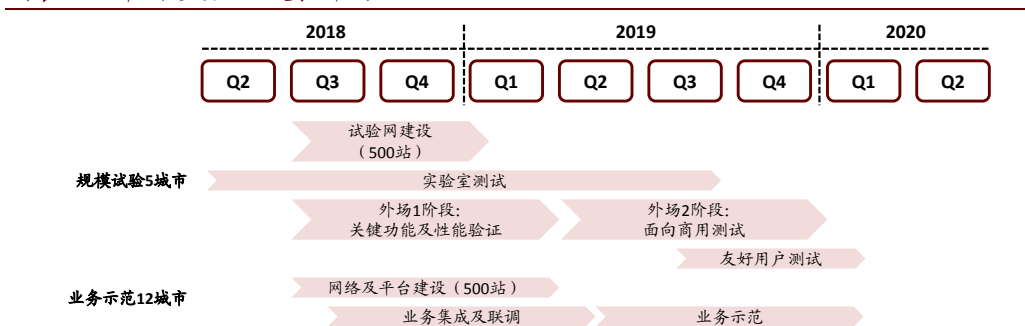 2018 2019 2020
Q2 Q3 Q4 Q1 Q2 Q3 Q4 Q1 Q2
试验网建设
（500站）
规模试验5城市
实验室测试
外场1阶段: 外场2阶段:
关键功能及性能验证 面向商用测试
友好用户测试
业务示范12城市
网络及平台建设（500站）
业务集成及联调 业务示范